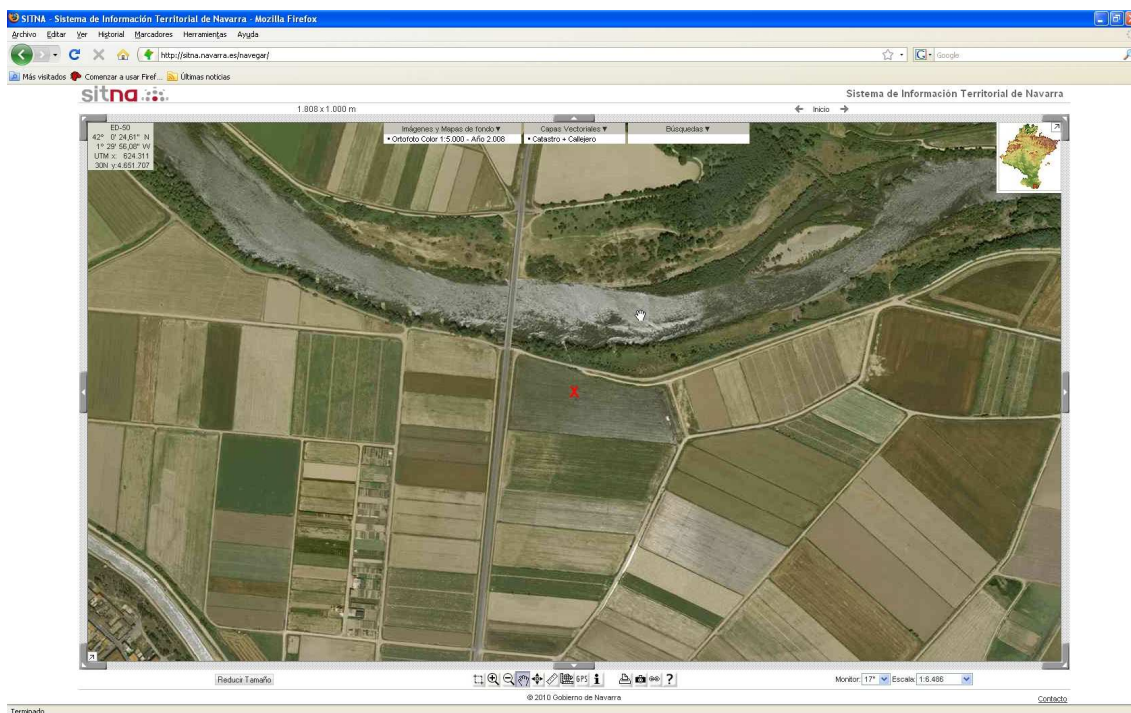 SITNA - Sistema de Información Territorial de Navarra - Mozilla Firefox
Archivo Editar Ver Historial Marcadores Herramientas Ayuda
http://sitna.navarra.es/navegar/
Google
Más visitados Comenzar a usar Firef... Últimas noticias
sitna
Sistema de Información Territorial de Navarra
1.808 x 1.000 m
Inicio
ED-50
42° 0' 24,61" N
1° 29' 56,08" W
UTM x: 624.311
30N y:4.651.707
Imágenes y Mapas de fondo ▼ Capas Vectoriales ▼ Búsquedas ▼
• Ortofoto Color 1:5.000 - Año 2.008 • Catastro + Callejero
X
Reducir Tamaño
GPS
Monitor: 17" Escala: 1:6.486
© 2010 Gobierno de Navarra
Contacto
Terminado